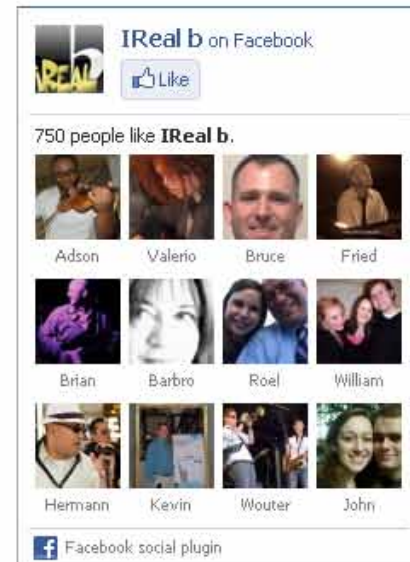 iREAL b
IReal b on Facebook
Like
750 people like IReal b.
Adson Valerio Bruce Fried
Brian Barbro Roel William
Hermann Kevin Wouter John
f Facebook social plugin